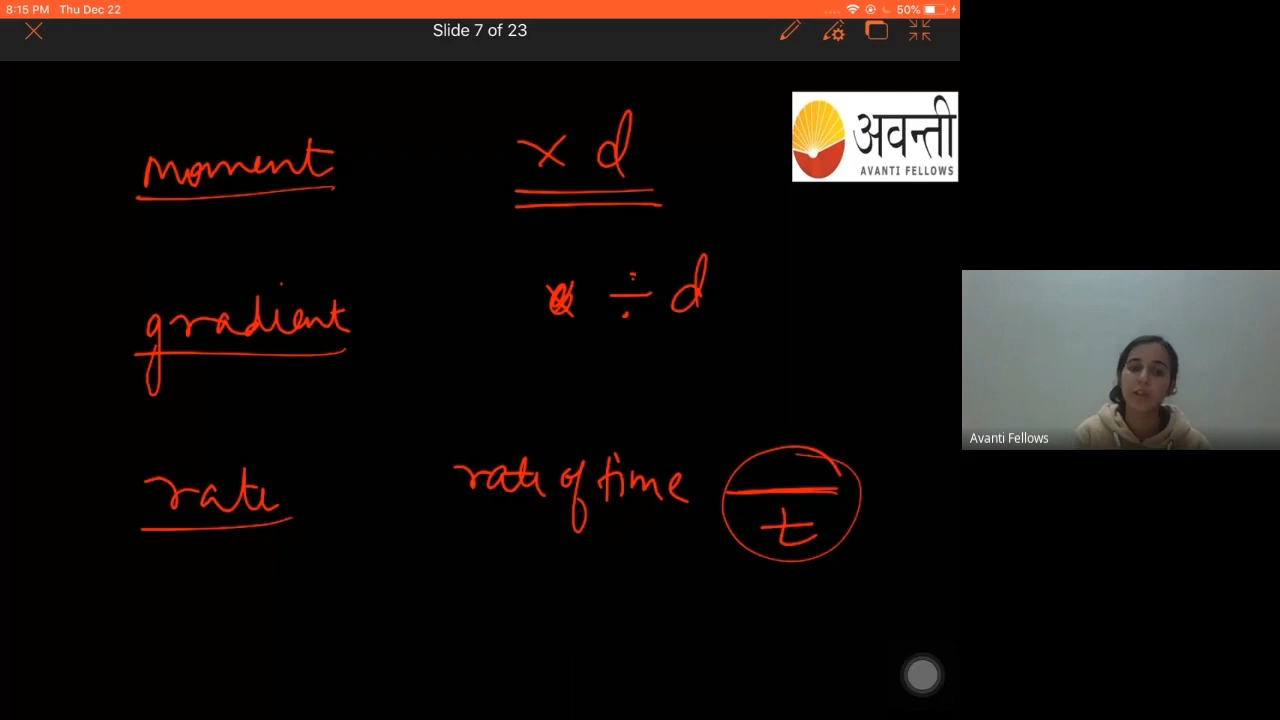 8:15 PM Thu Dec 22
50%
Slide 7 of 23
moment × d
अवन्ती
AVANTI FELLOWS
gradient ÷ d
rate rate of time
t
Avanti Fellows